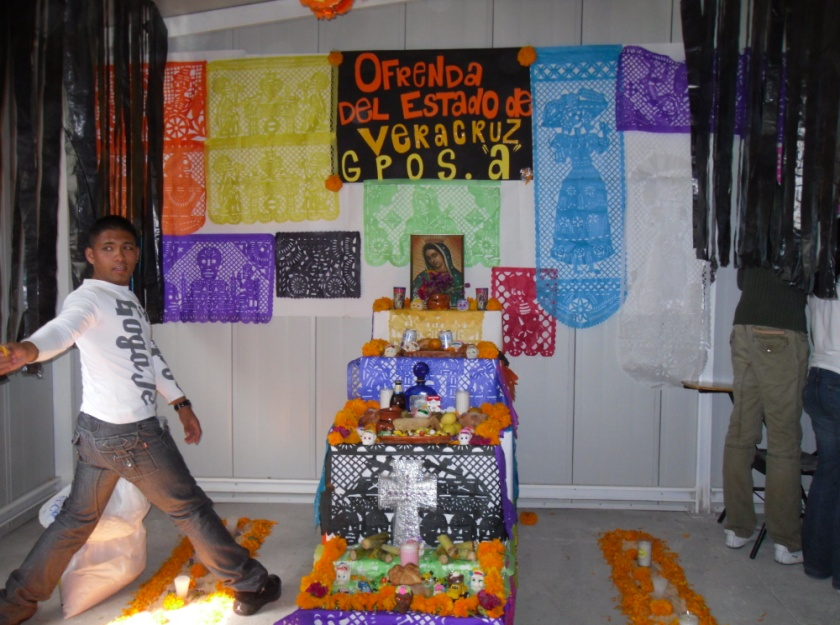 OFRENDA
DEL ESTADO de
VERACRUZ
GPOS. "a"